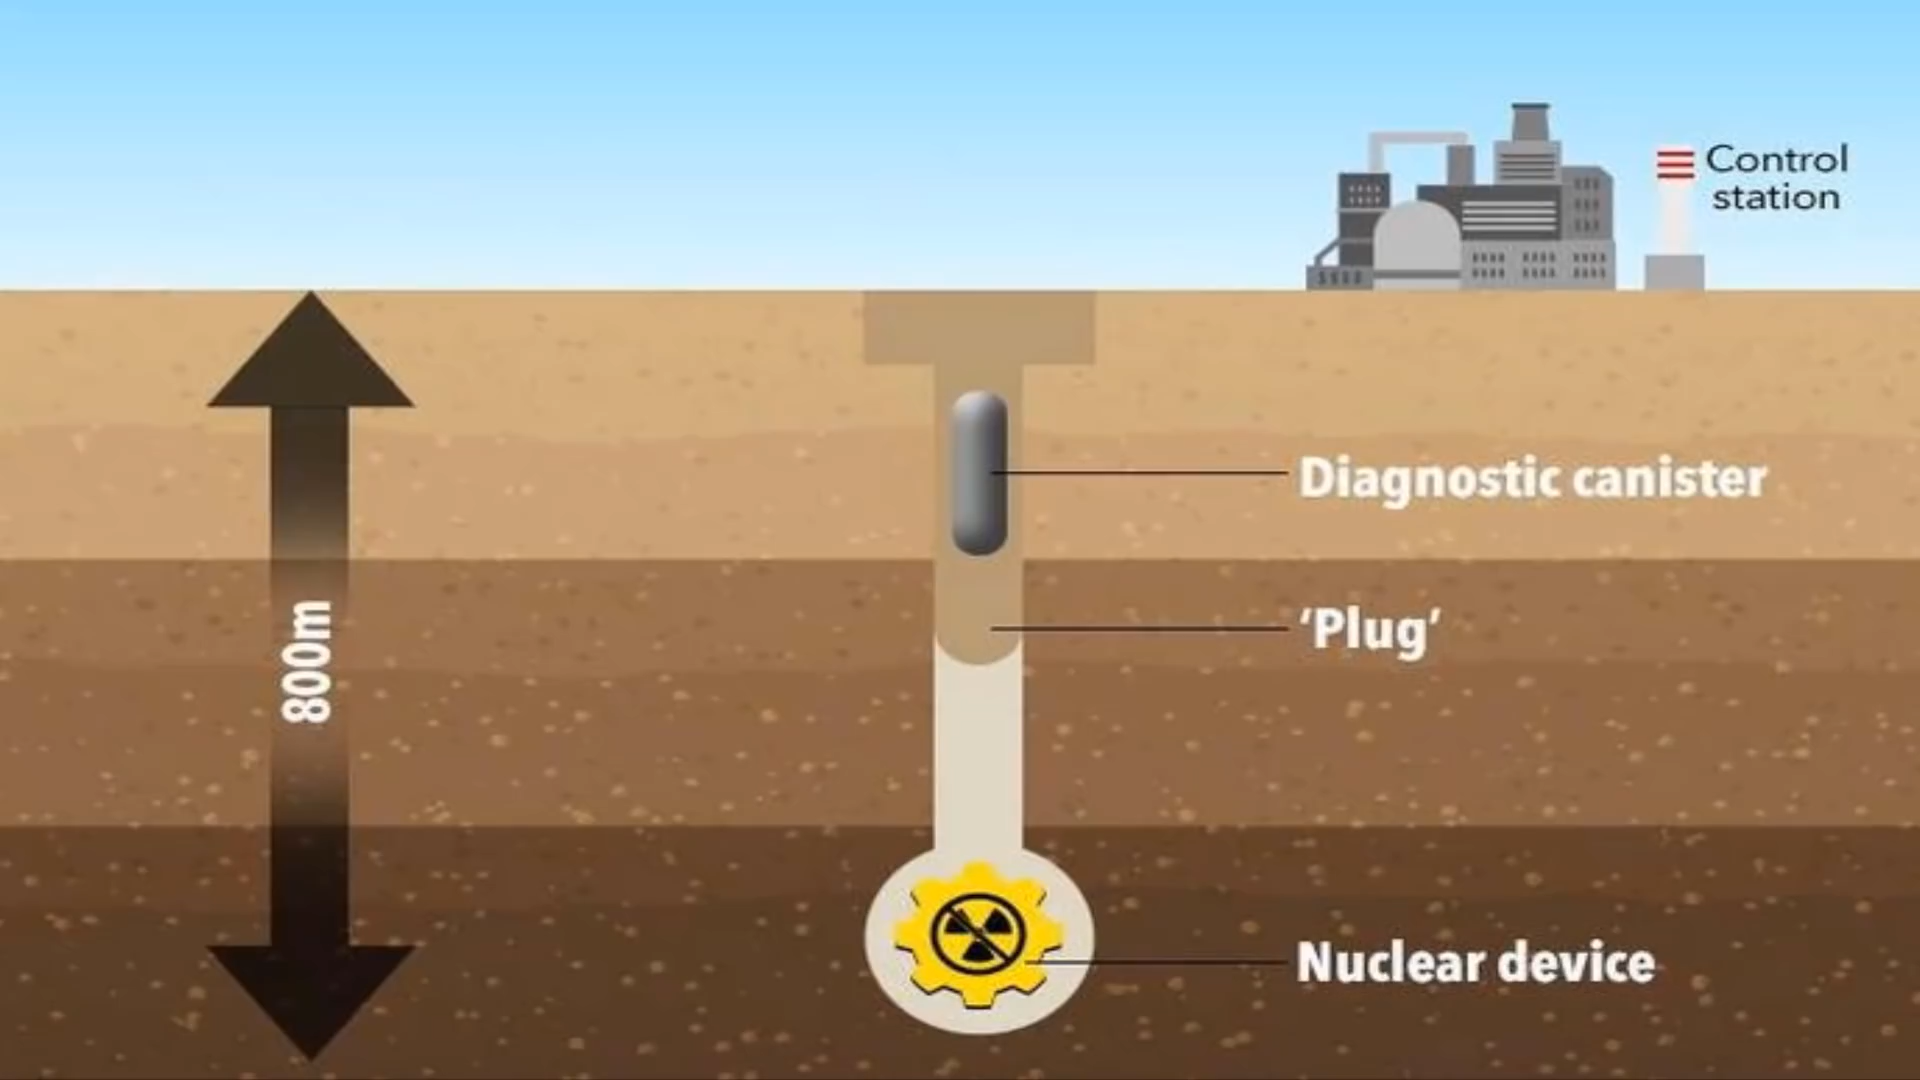 Control
station
Diagnostic canister
‘Plug’
800m
Nuclear device